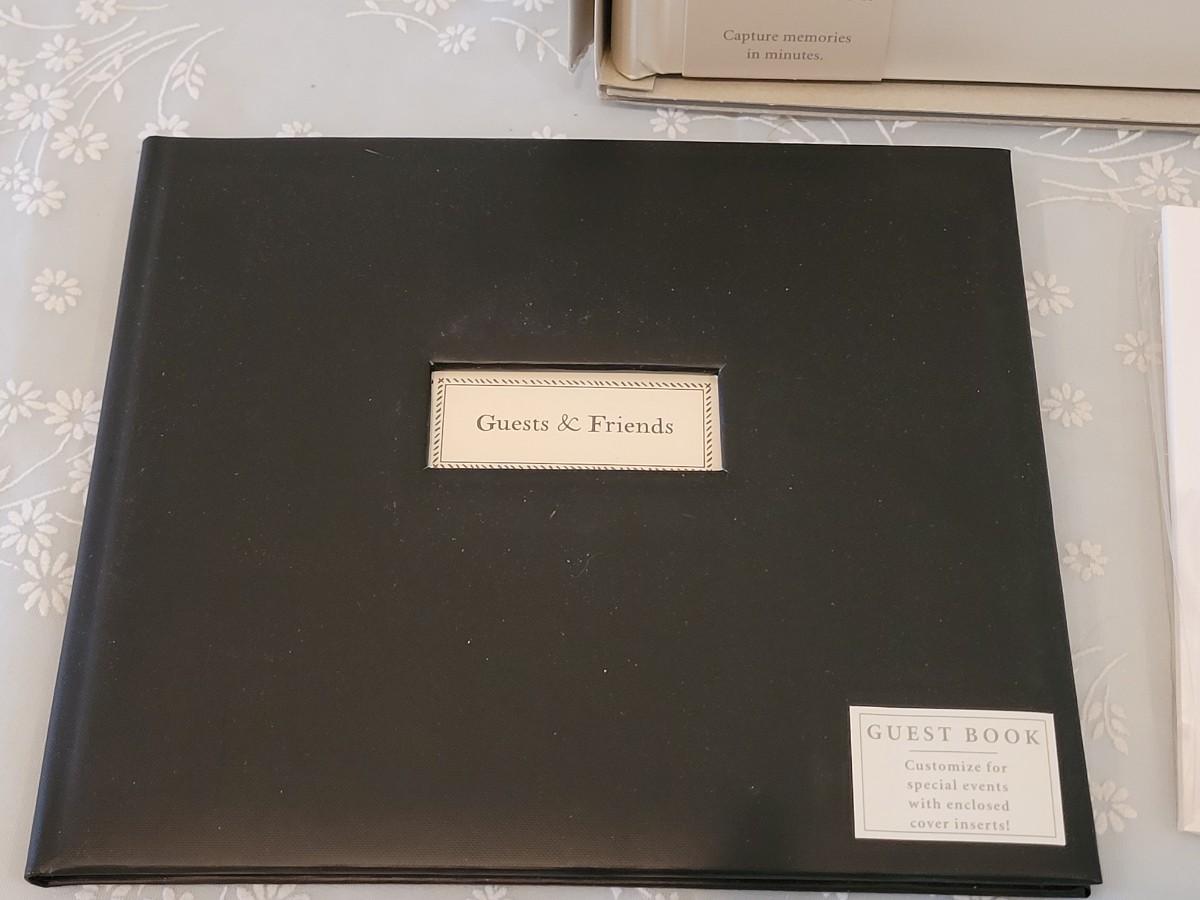 Capture memories
in minutes.
Guests & Friends
GUEST BOOK
Customize for
special events
with enclosed
cover inserts!